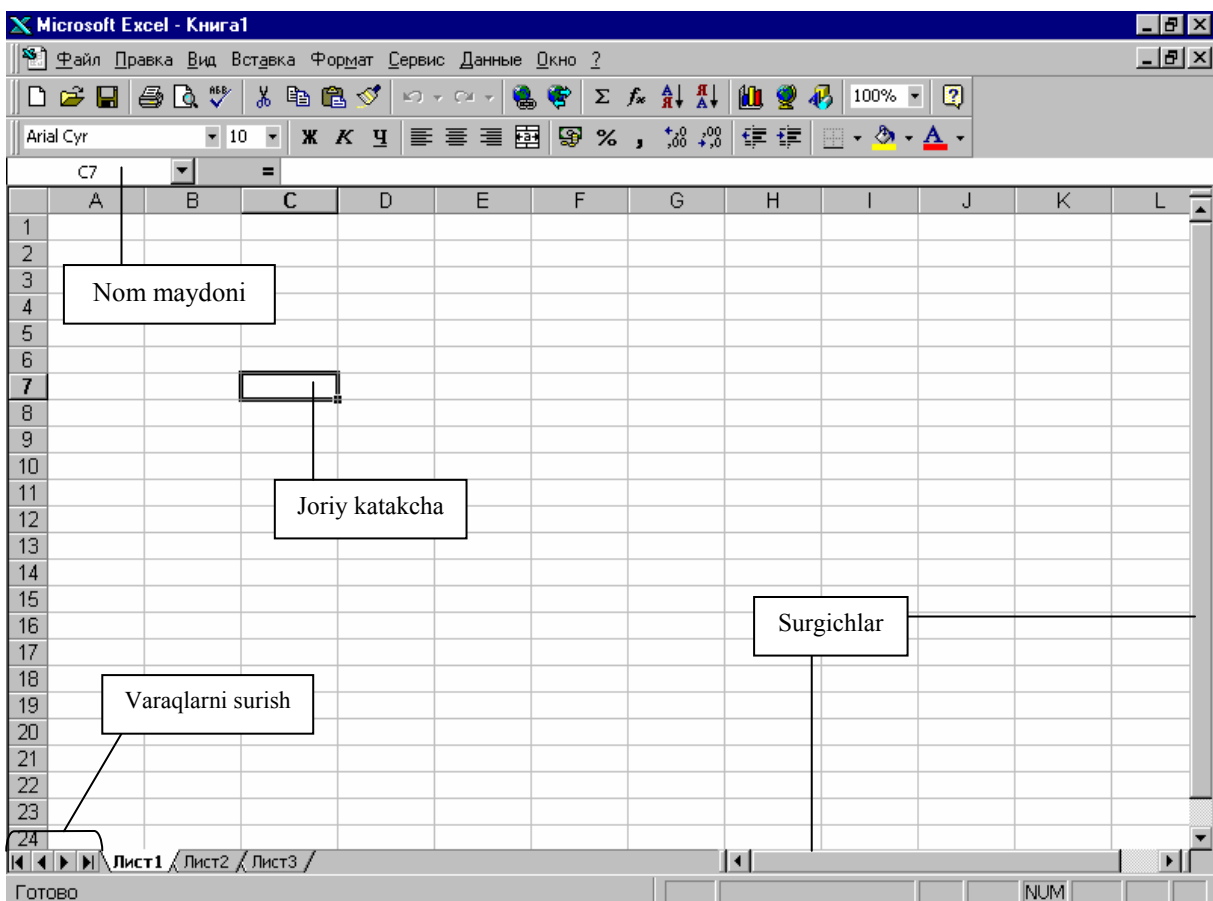 Microsoft Excel - Книга1
Файл Правка Вид Вставка Формат Сервис Данные Окно ?
100%
Arial Cyr 10 Ж К Ч % ,
C7 =
A B C D E F G H I J K L
1
2
3
Nom maydoni
4
5
6
7
8
9
10
11
Joriy katakcha
12
13
14
15
16
Surgichlar
17
18
19
Varaqlarni surish
20
21
22
23
24
Лист1 Лист2 Лист3
Готово NUM